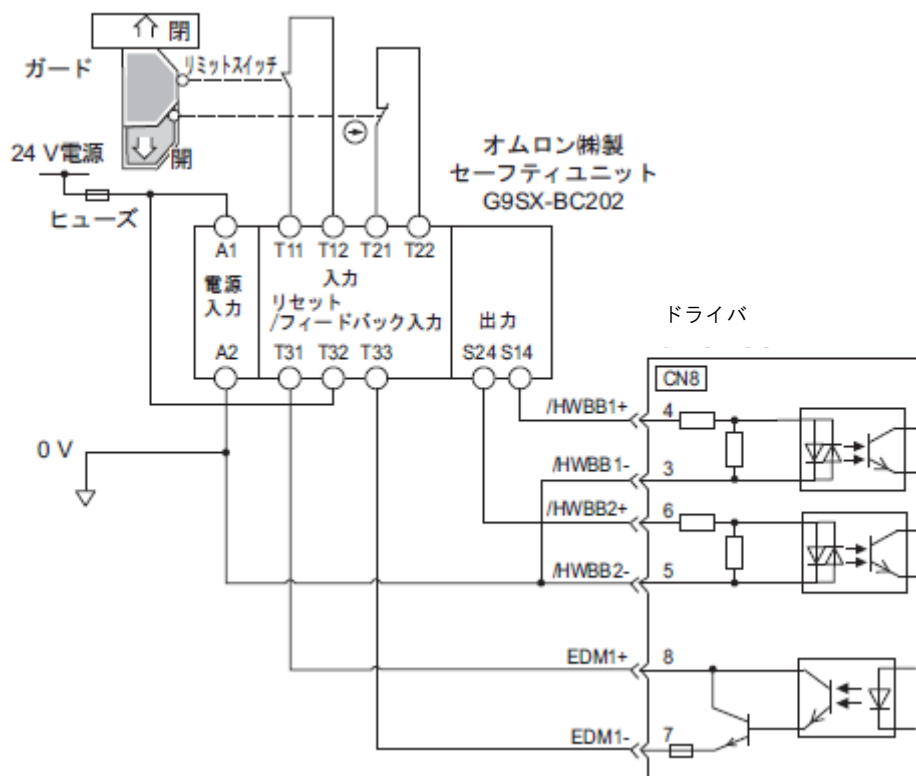 閉
ガード
リミットスイッチ
開
24 V電源
ヒューズ
オムロン㈱製
セーフティユニット
G9SX-BC202
A1
T11
T12
T21
T22
電源
入力
入力
リセット
/フィードバック入力
出力
A2
T31
T32
T33
S24
S14
0 V
ドライバ
CN8
/HWBB1+
4
/HWBB1-
3
/HWBB2+
6
/HWBB2-
5
EDM1+
8
EDM1-
7